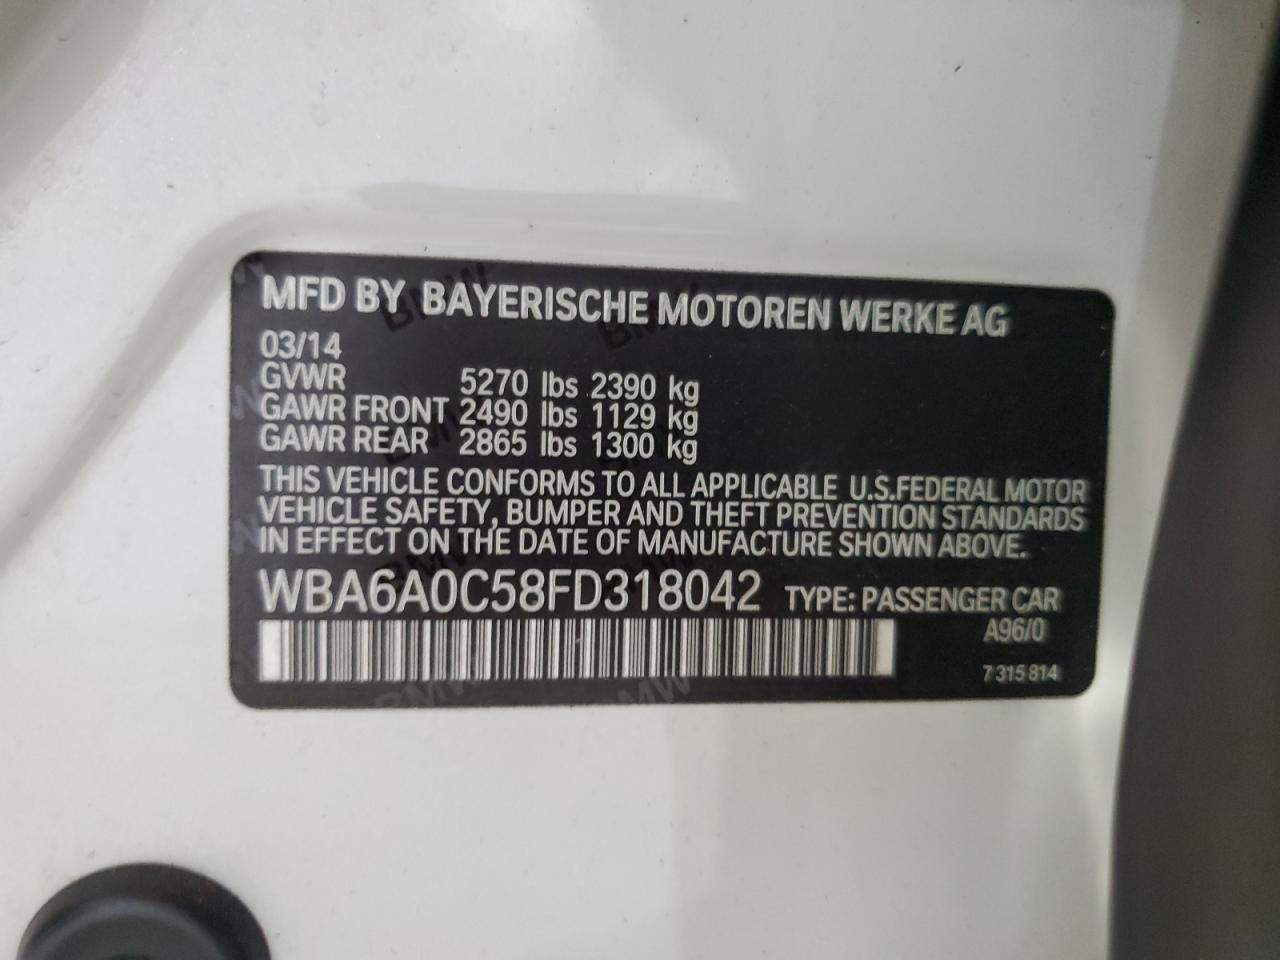 MFD BY BAYERISCHE MOTOREN WERKE AG
03/14
GVWR 5270 lbs 2390 kg
GAWR FRONT 2490 lbs 1129 kg
GAWR REAR 2865 lbs 1300 kg
THIS VEHICLE CONFORMS TO ALL APPLICABLE U.S.FEDERAL MOTOR
VEHICLE SAFETY, BUMPER AND THEFT PREVENTION STANDARDS
IN EFFECT ON THE DATE OF MANUFACTURE SHOWN ABOVE.
WBA6A0C58FD318042 TYPE: PASSENGER CAR
A96/0
7 315 814